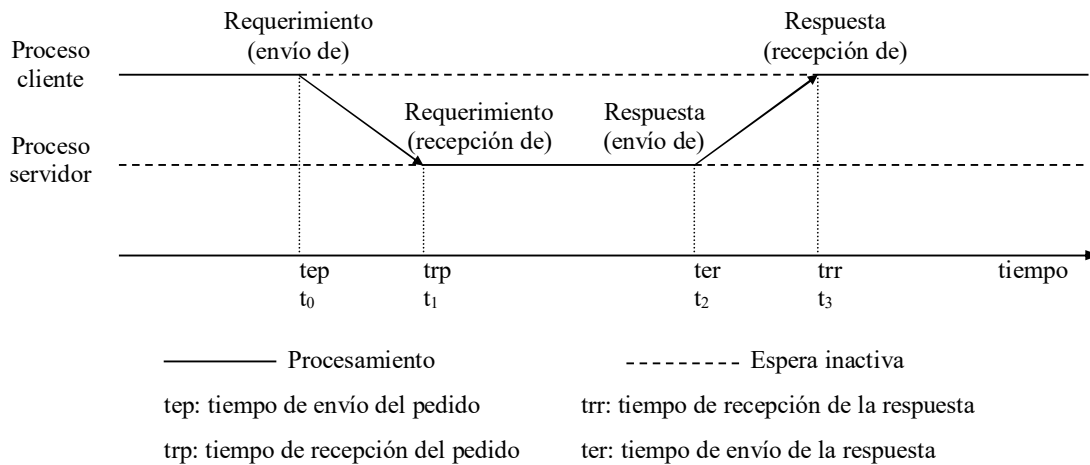 Requerimiento
(envío de)
Respuesta
(recepción de)
Proceso
cliente
Requerimiento
(recepción de)
Respuesta
(envío de)
Proceso
servidor
tep
t₀
trp
t₁
ter
t₂
trr
t₃
tiempo
Procesamiento
Espera inactiva
tep: tiempo de envío del pedido
trr: tiempo de recepción de la respuesta
trp: tiempo de recepción del pedido
ter: tiempo de envío de la respuesta